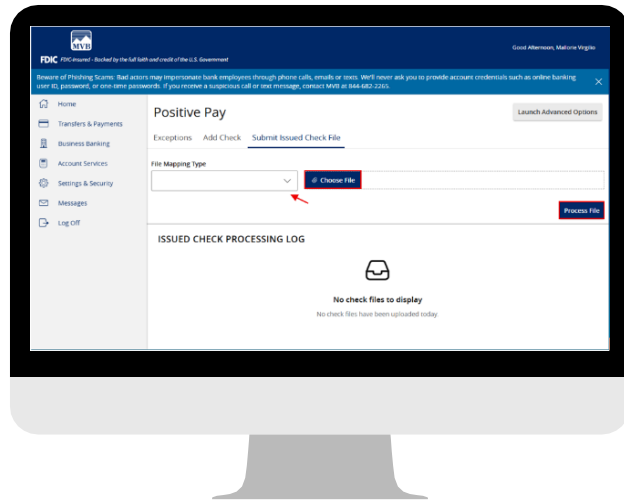 MVB
Good Afternoon, Mallorie Virgilio
FDIC FDIC-Insured - Backed by the full faith and credit of the U.S. Government
Beware of Phishing Scams: Bad actors may impersonate bank employees through phone calls, emails or texts. We'll never ask you to provide account credentials such as online banking
user ID, password, or one-time passwords. If you receive a suspicious call or text message, contact MVB at 844-682-2265.
Home
Transfers & Payments
Business Banking
Account Services
Settings & Security
Messages
Log Off
Positive Pay
Launch Advanced Options
Exceptions Add Check Submit Issued Check File
File Mapping Type
Choose File
Process File
ISSUED CHECK PROCESSING LOG
No check files to display
No check files have been uploaded today.